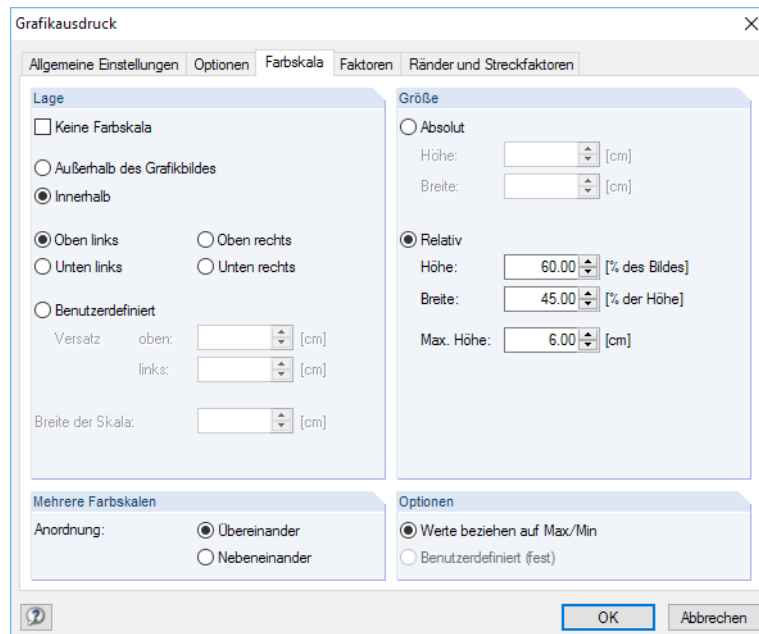 Grafikausdruck
Allgemeine Einstellungen Optionen Farbskala Faktoren Ränder und Streckfaktoren
Lage
Keine Farbskala
Außerhalb des Grafikbildes
Innerhalb
Oben links Oben rechts
Unten links Unten rechts
Benutzerdefiniert
Versatz oben: [cm]
links: [cm]
Breite der Skala: [cm]
Größe
Absolut
Höhe: [cm]
Breite: [cm]
Relativ
Höhe: 60.00 [% des Bildes]
Breite: 45.00 [% der Höhe]
Max. Höhe: 6.00 [cm]
Mehrere Farbskalen
Anordnung: Übereinander
Nebeneinander
Optionen
Werte beziehen auf Max/Min
Benutzerdefiniert (fest)
OK Abbrechen